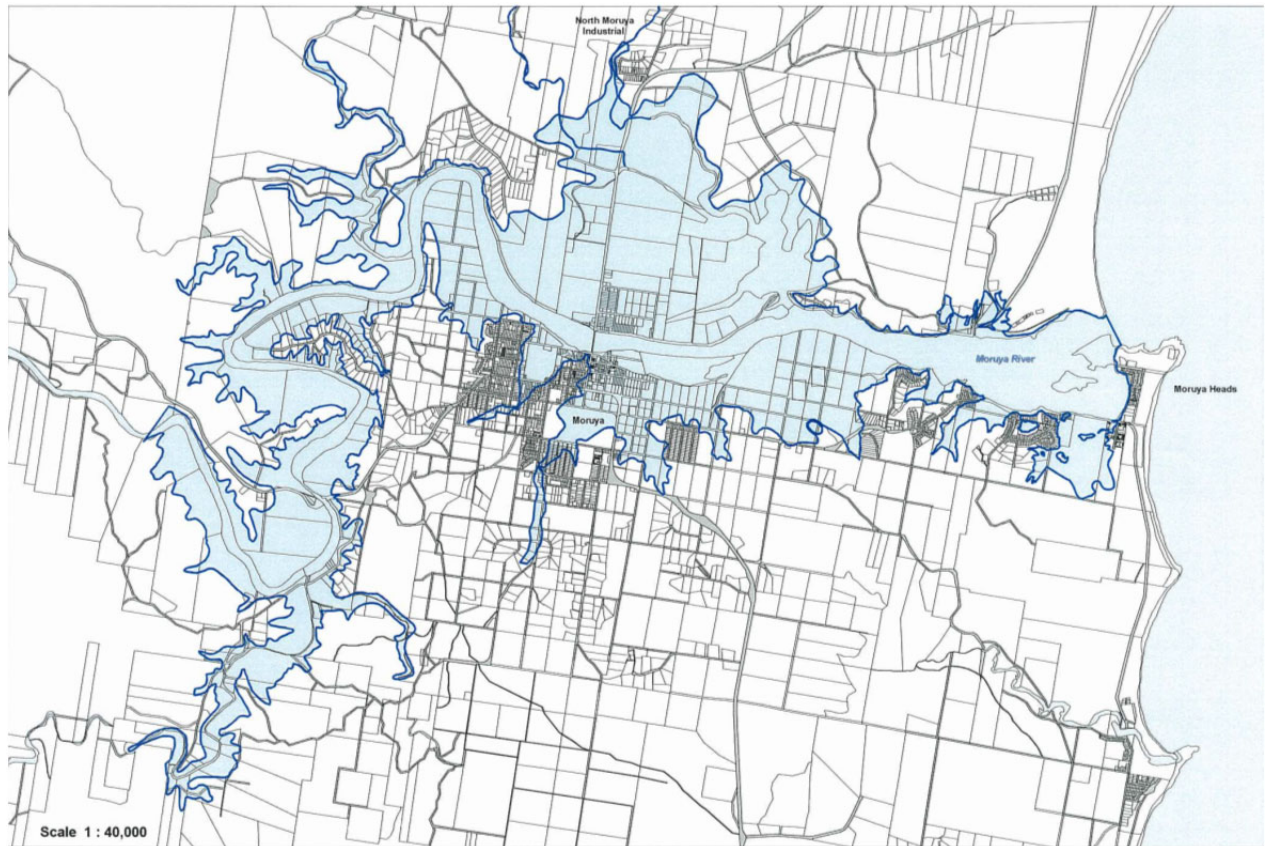 North Moruya
Industrial
Moruya River
Moruya Heads
Moruya
Scale 1 : 40,000